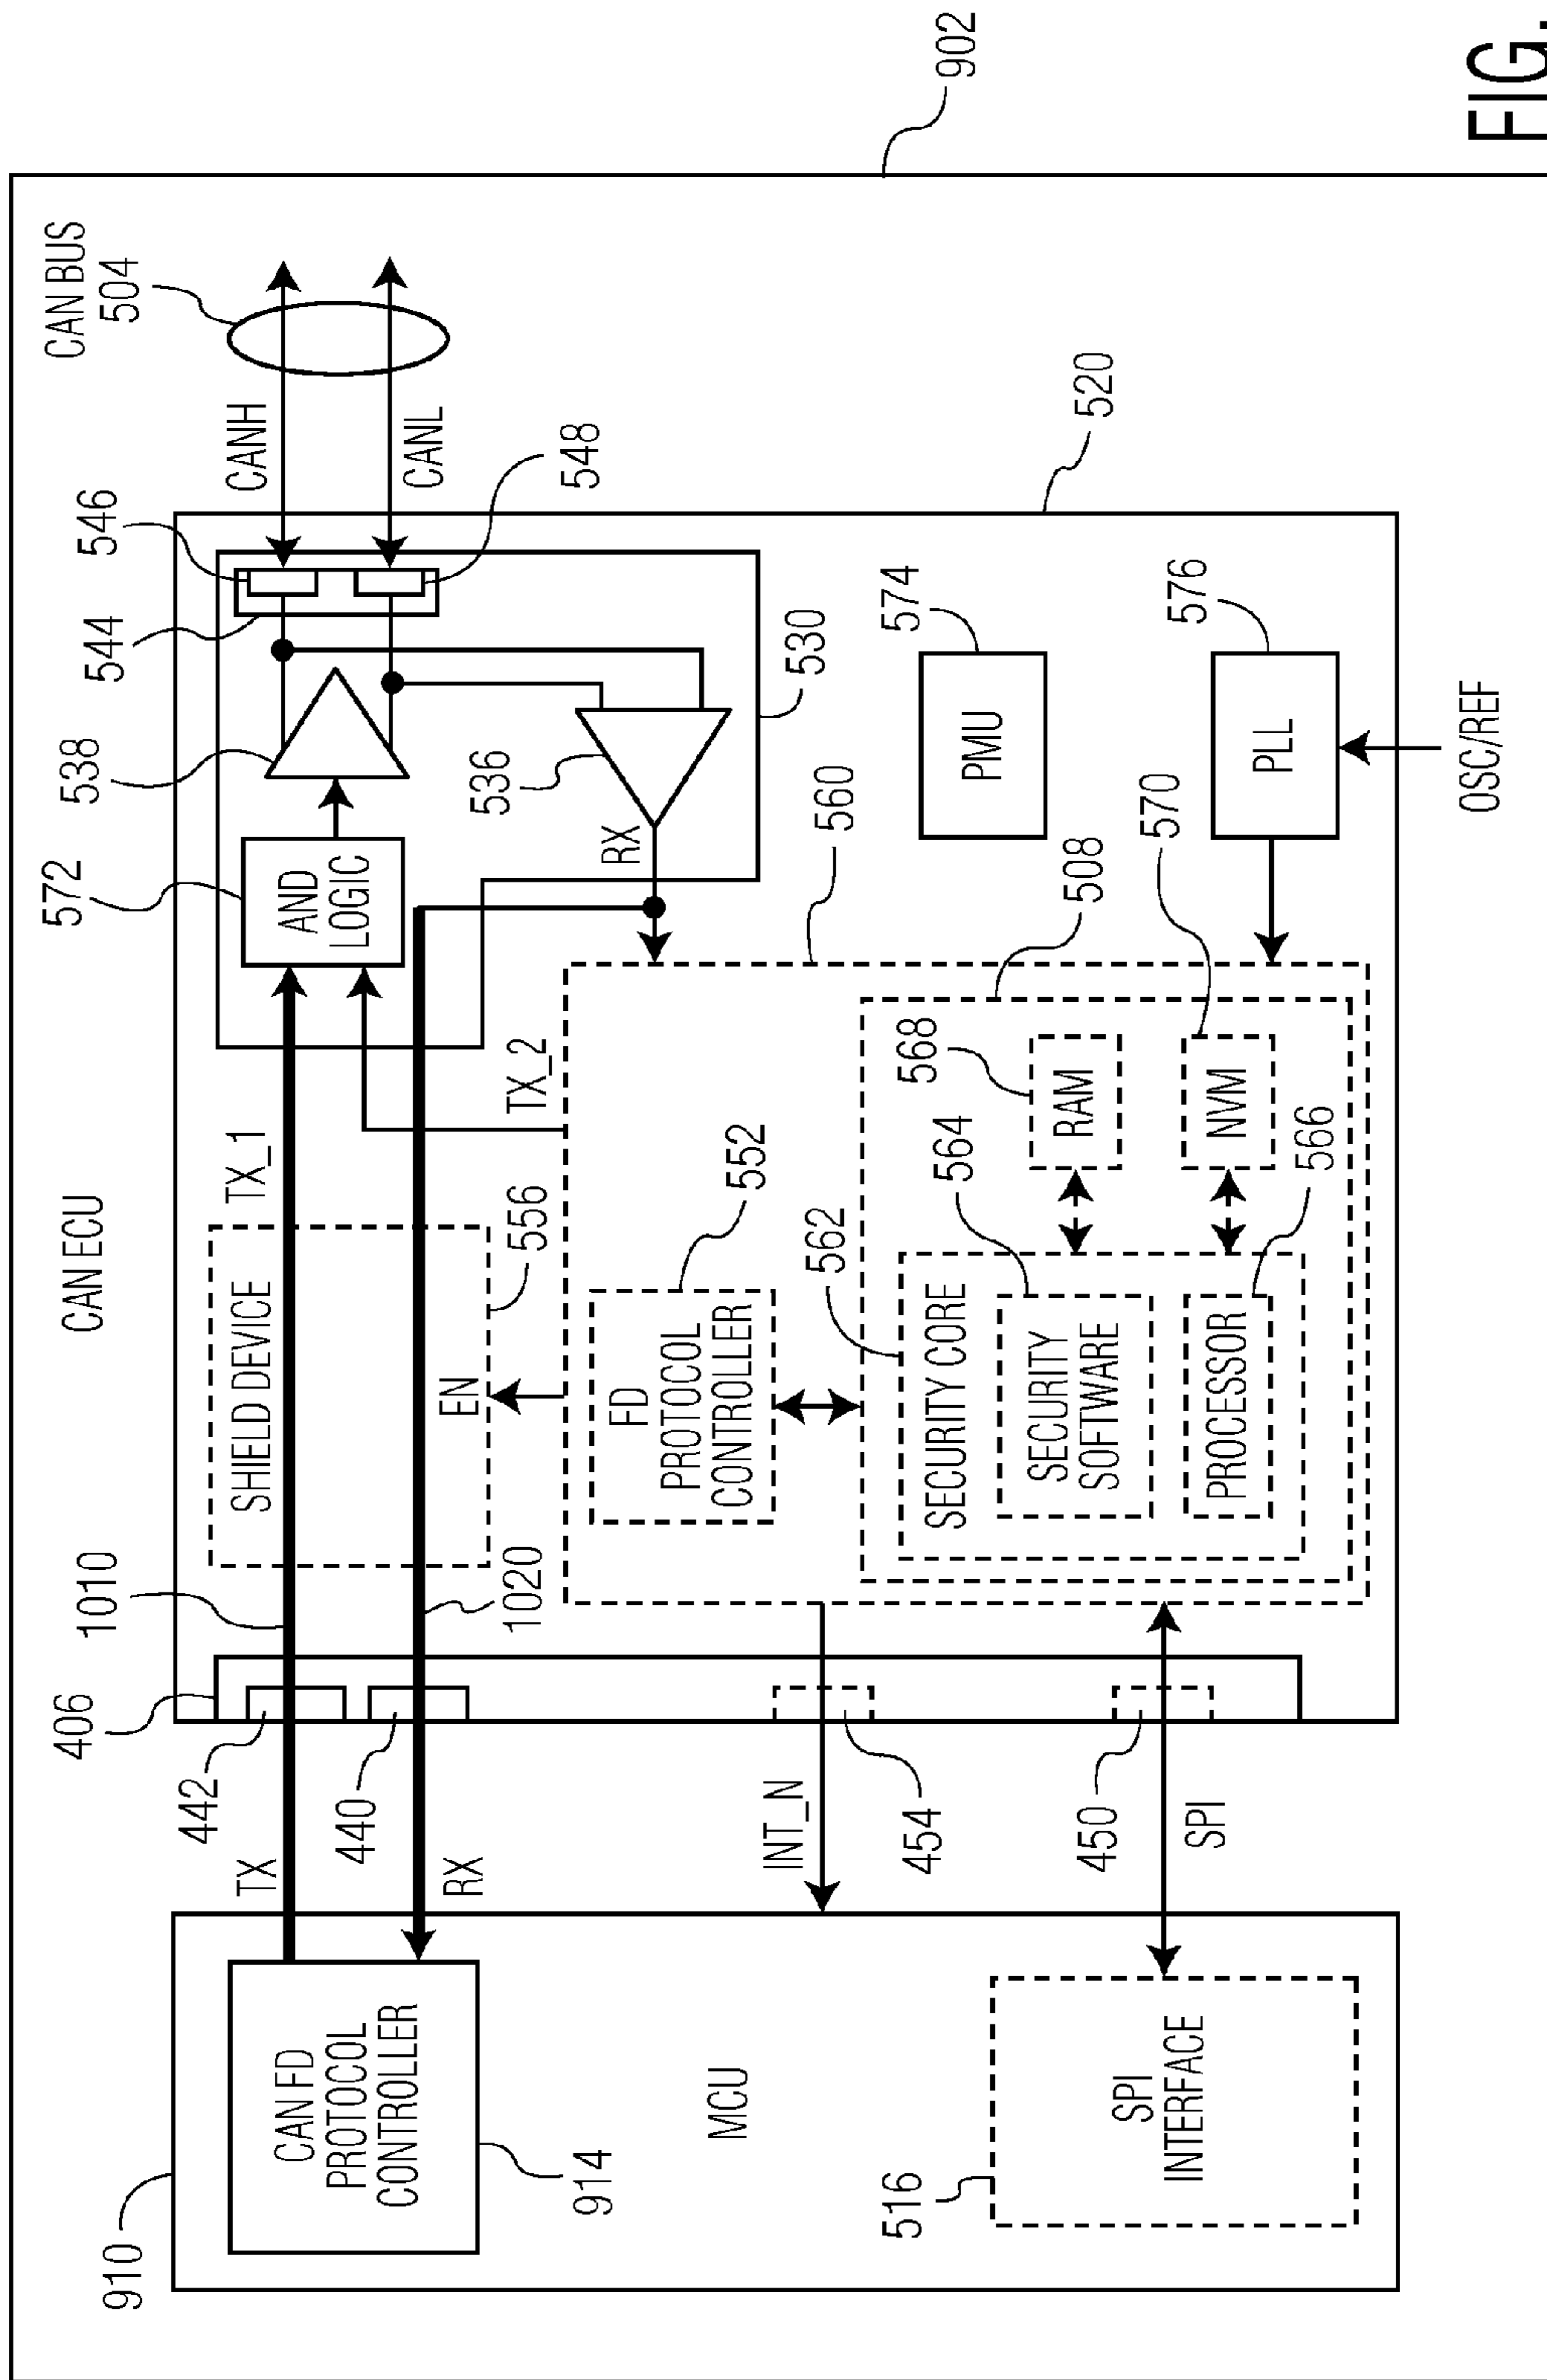 CAN ECU
902
CAN BUS
504
CANH
CANL
910
CAN FD
PROTOCOL
CONTROLLER
914
MCU
516
SPI
INTERFACE
TX
RX
INT_N
SPI
442
440
454
450
406
1010
1020
SHIELD DEVICE
EN
556
TX_1
TX_2
572
AND
LOGIC
538
544
546
548
536
RX
530
520
FD
PROTOCOL
CONTROLLER
552
560
508
562
SECURITY CORE
564
SECURITY
SOFTWARE
PROCESSOR
566
568
RAM
570
NVM
574
PMU
576
PLL
OSC/REF
FIG.